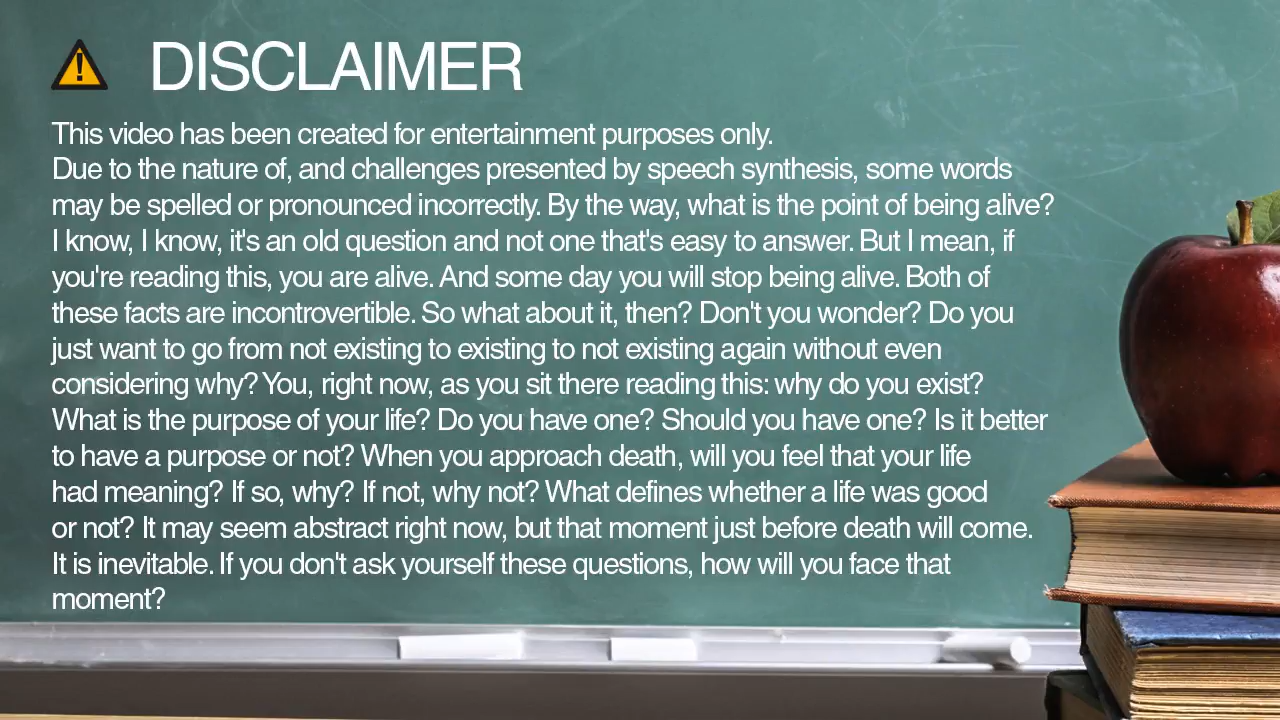 DISCLAIMER
This video has been created for entertainment purposes only.
Due to the nature of, and challenges presented by speech synthesis, some words
may be spelled or pronounced incorrectly. By the way, what is the point of being alive?
I know, I know, it's an old question and not one that's easy to answer. But I mean, if
you're reading this, you are alive. And some day you will stop being alive. Both of
these facts are incontrovertible. So what about it, then? Don't you wonder? Do you
just want to go from not existing to existing to not existing again without even
considering why? You, right now, as you sit there reading this: why do you exist?
What is the purpose of your life? Do you have one? Should you have one? Is it better
to have a purpose or not? When you approach death, will you feel that your life
had meaning? If so, why? If not, why not? What defines whether a life was good
or not? It may seem abstract right now, but that moment just before death will come.
It is inevitable. If you don't ask yourself these questions, how will you face that
moment?